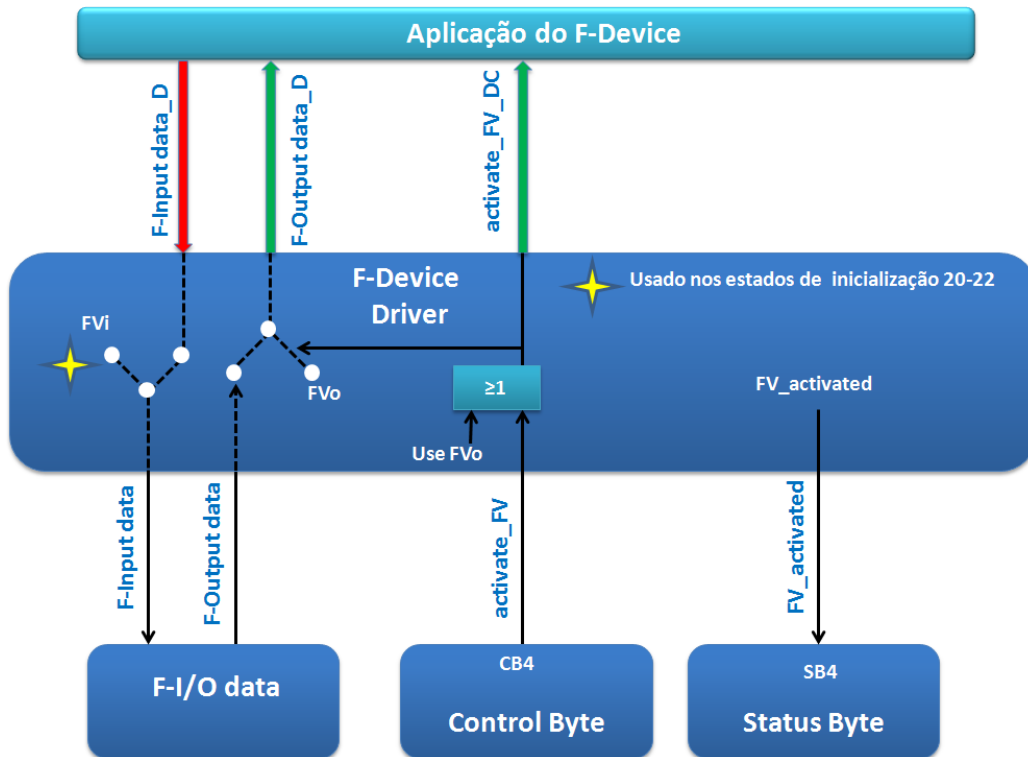 Aplicação do F-Device
F-Input data_D
F-Output data_D
activate_FV_DC
F-Device
Driver
Usado nos estados de  inicialização 20-22
FVi
FVo
≥1
FV_activated
Use FVo
F-Input data
F-Output data
activate_FV
FV_activated
F-I/O data
CB4
Control Byte
SB4
Status Byte